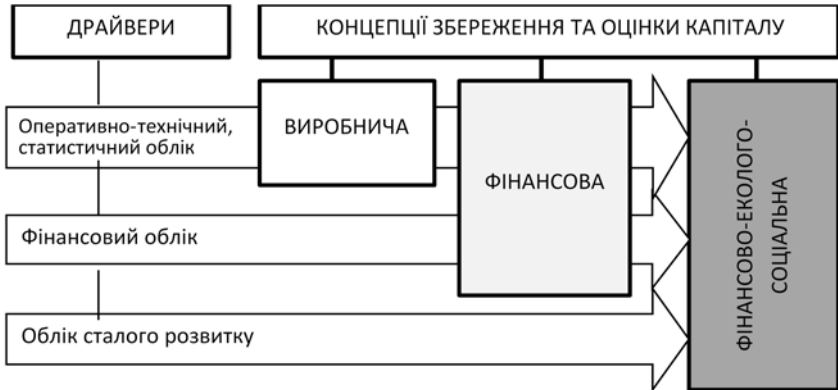 ДРАЙВЕРИ
КОНЦЕПЦІЇ ЗБЕРЕЖЕННЯ ТА ОЦІНКИ КАПІТАЛУ
Оперативно-технічний,
статистичний облік
ВИРОБНИЧА
ФІНАНСОВА
ФІНАНСОВО-ЕКОЛОГО-
СОЦІАЛЬНА
Фінансовий облік
Облік сталого розвитку